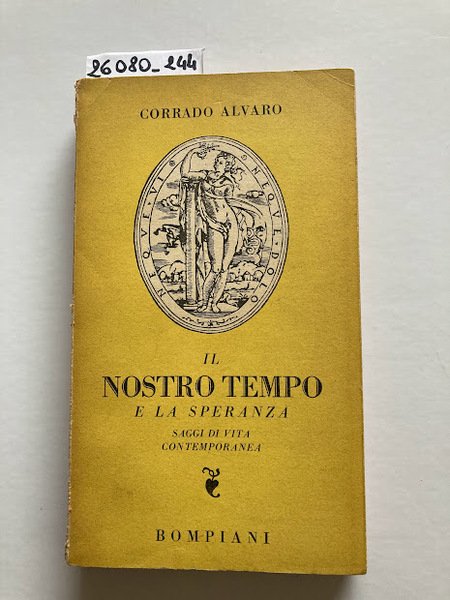 26080_244
CORRADO ALVARO
NEQVE VI NEQVE DOLO
IL
NOSTRO TEMPO
E LA SPERANZA
SAGGI DI VITA
CONTEMPORANEA
BOMPIANI